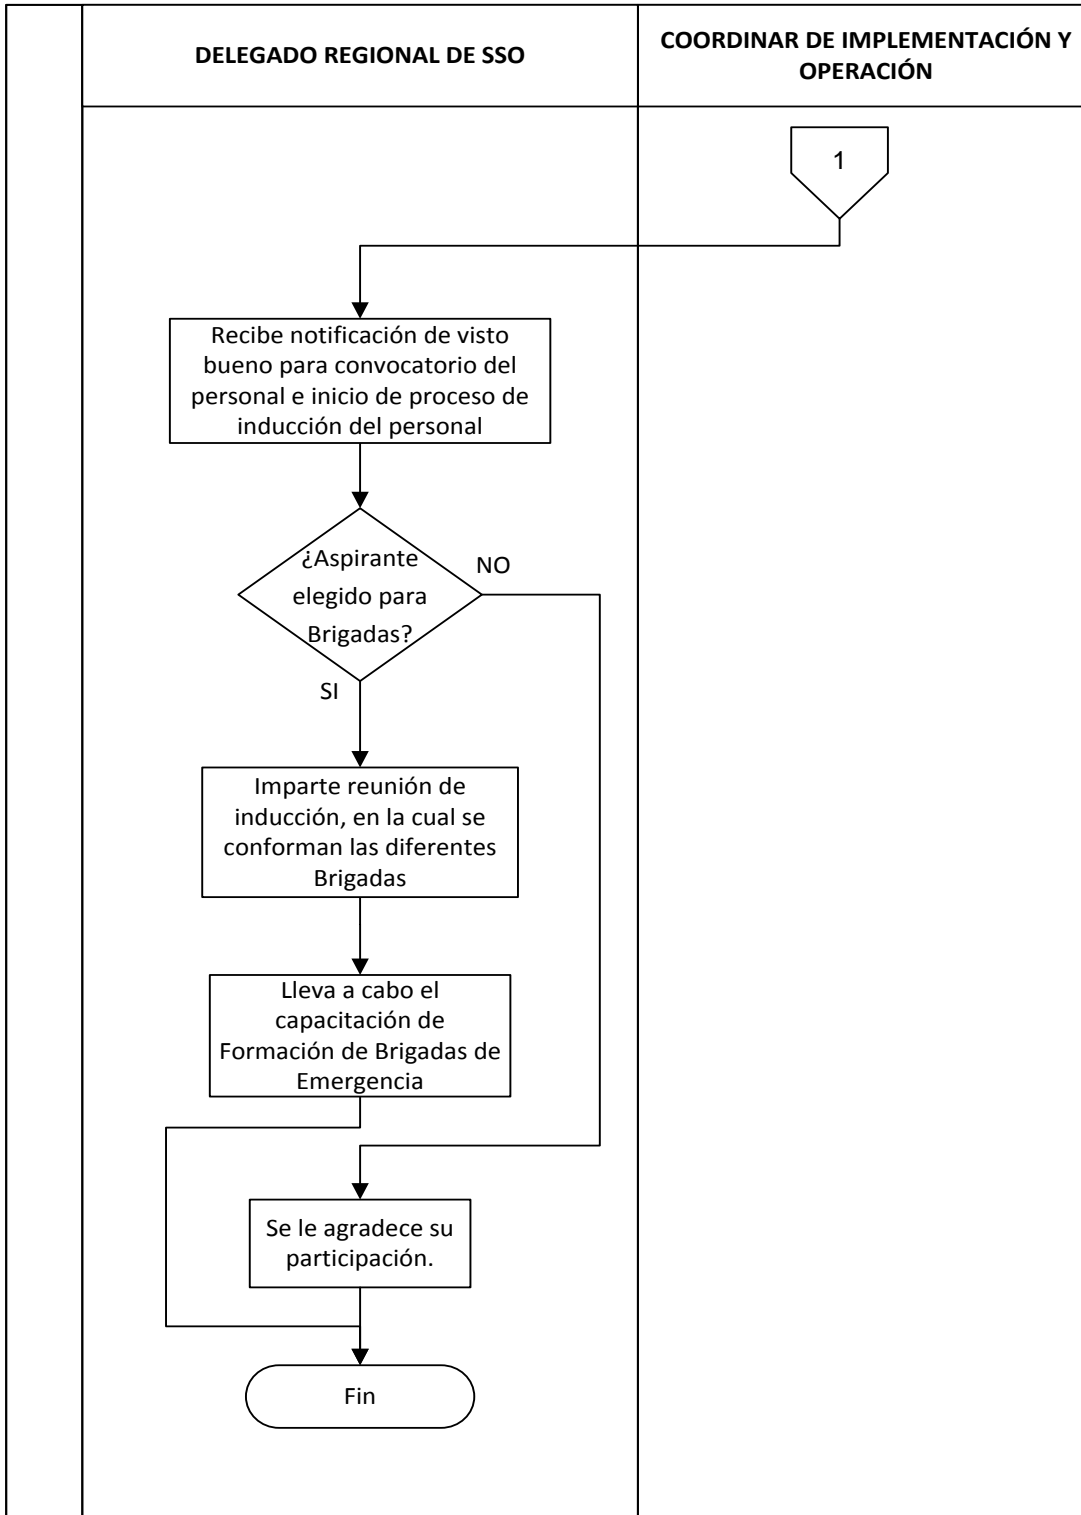 DELEGADO REGIONAL DE SSO
COORDINAR DE IMPLEMENTACIÓN Y
OPERACIÓN
1
Recibe notificación de visto
bueno para convocatorio del
personal e inicio de proceso de
inducción del personal
¿Aspirante
elegido para
Brigadas?
NO
SI
Imparte reunión de
inducción, en la cual se
conforman las diferentes
Brigadas
Lleva a cabo el
capacitación de
Formación de Brigadas de
Emergencia
Se le agradece su
participación.
Fin